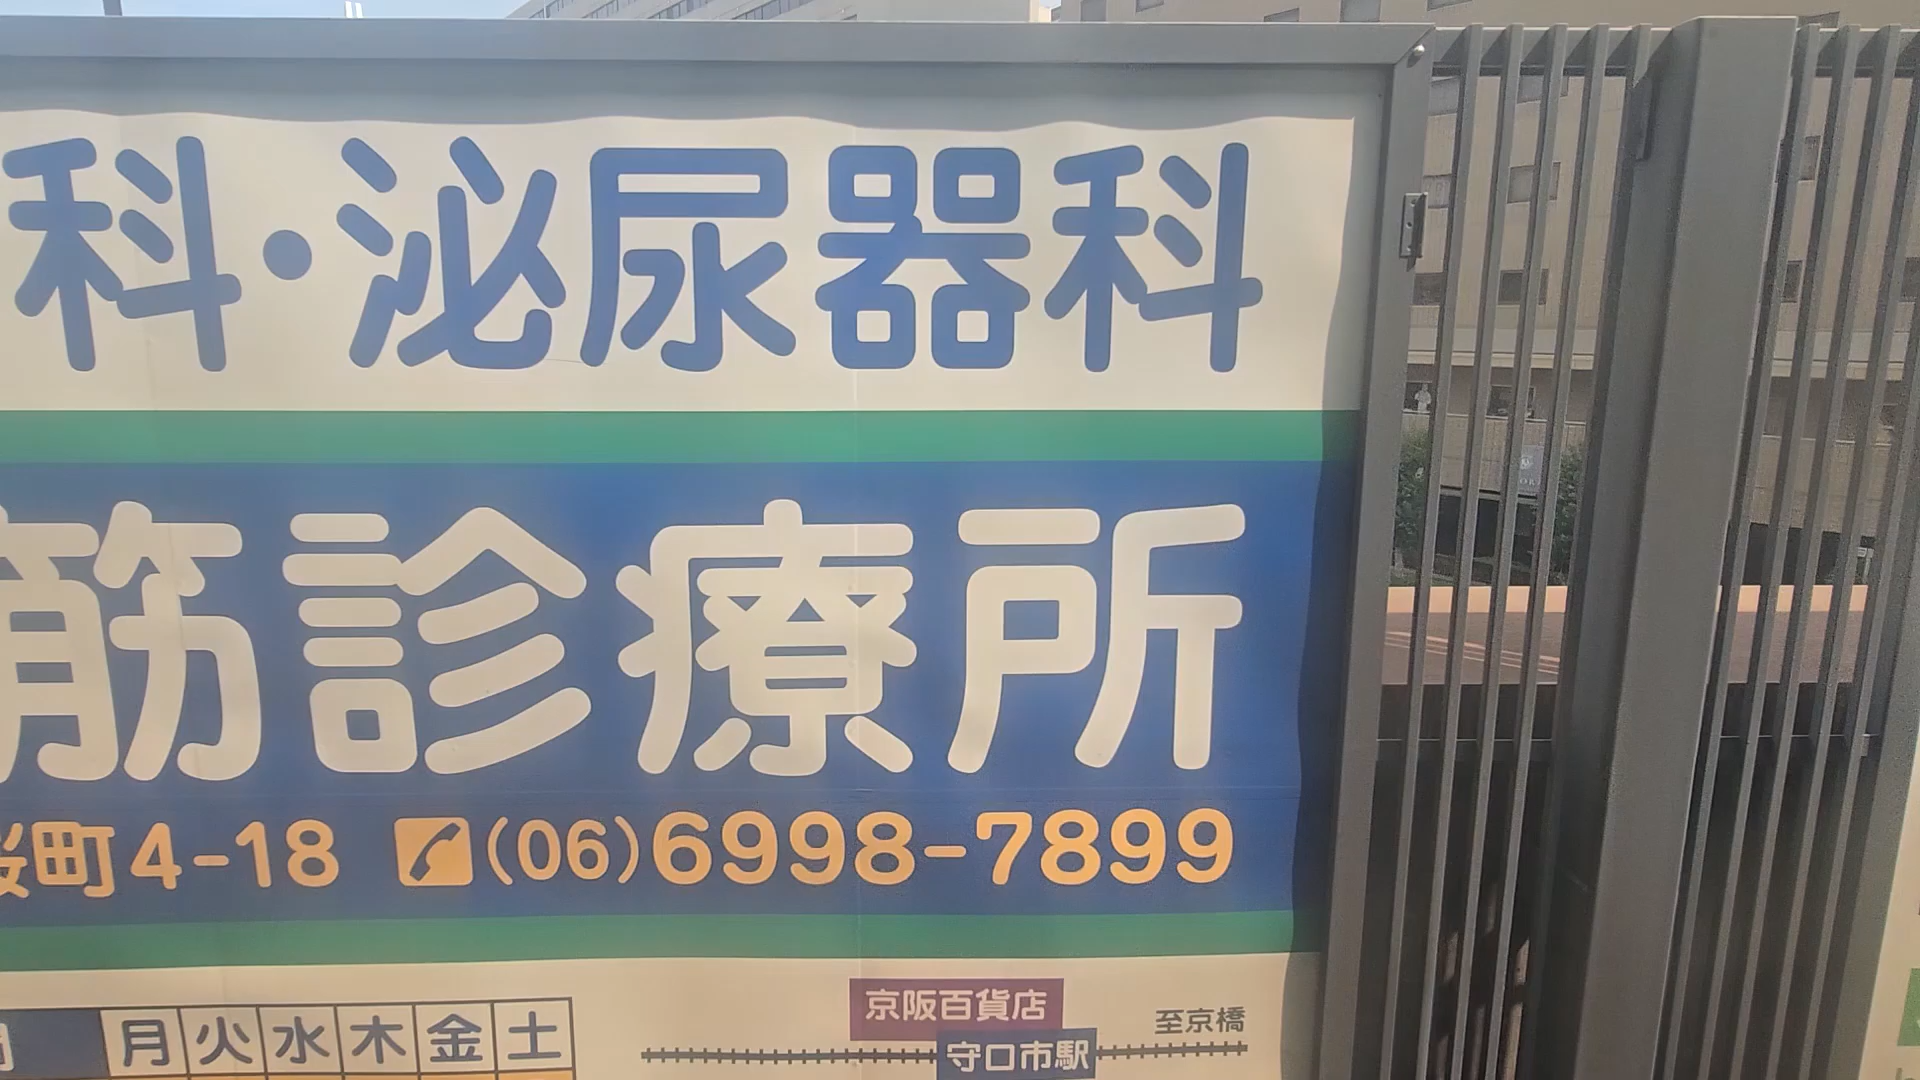 科・泌尿器科
筋診療所
桜町4-18 (06)6998-7899
月 火 水 木 金 土
京阪百貨店
至京橋
守口市駅